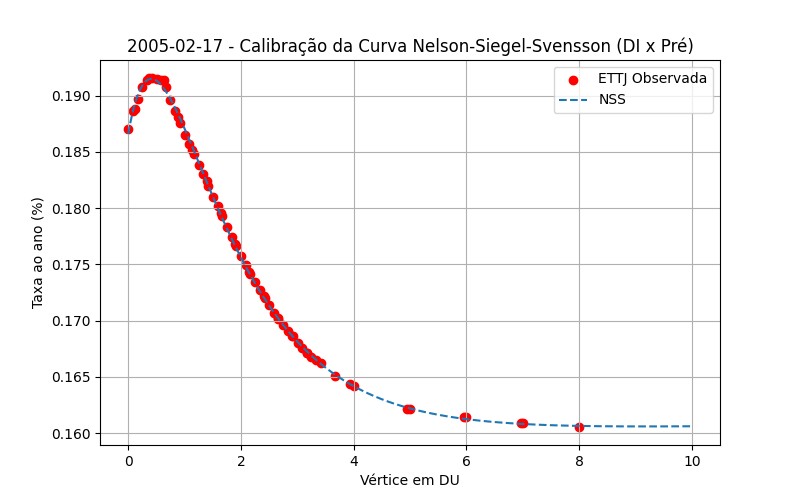 2005-02-17 - Calibração da Curva Nelson-Siegel-Svensson (DI x Pré)
ETTJ Observada
NSS
Taxa ao ano (%)
0.190
0.185
0.180
0.175
0.170
0.165
0.160
0 2 4 6 8 10
Vértice em DU